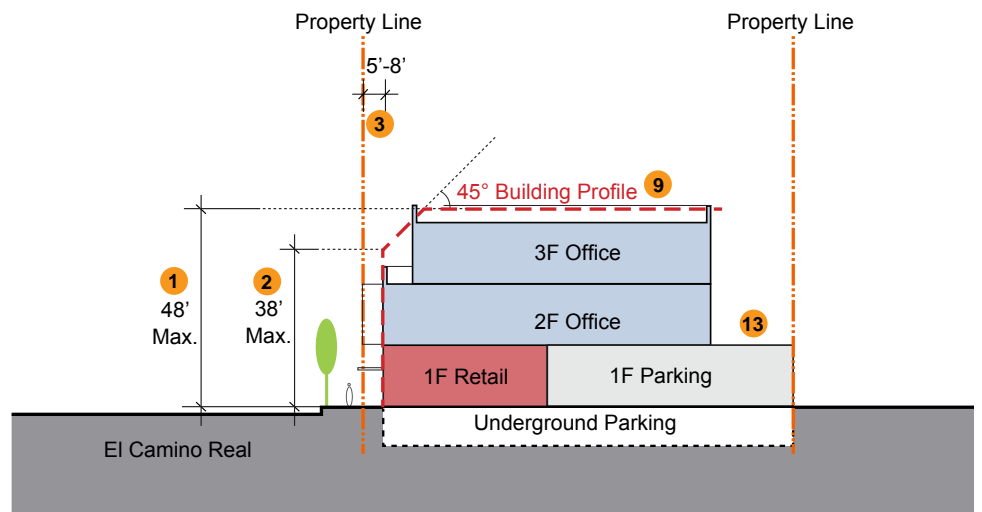 Property Line
Property Line
5’-8’
3
45° Building Profile
9
1
48’
Max.
2
38’
Max.
3F Office
2F Office
13
1F Retail
1F Parking
Underground Parking
El Camino Real